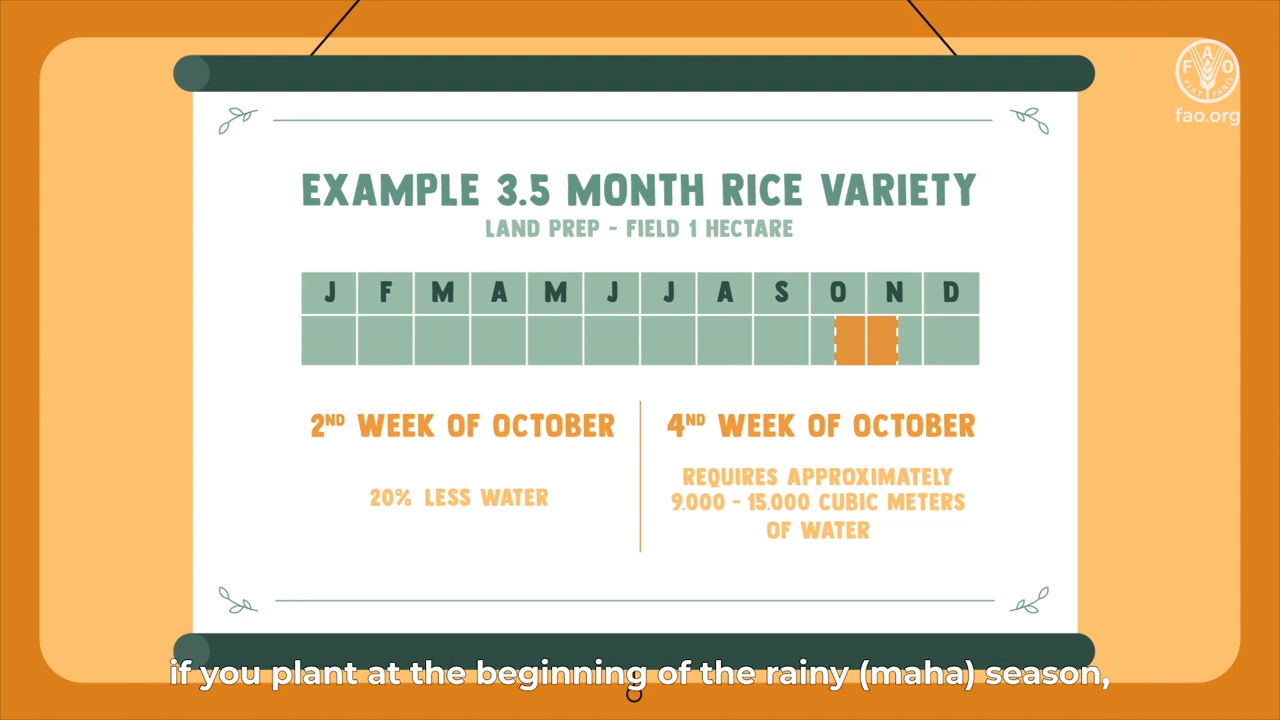 F A O
FIAT PANIS
fao.org
EXAMPLE 3.5 MONTH RICE VARIETY
LAND PREP - FIELD 1 HECTARE
J F M A M J J A S O N D
2ND WEEK OF OCTOBER
20% LESS WATER
4ND WEEK OF OCTOBER
REQUIRES APPROXIMATELY
9.000 - 15.000 CUBIC METERS
OF WATER
if you plant at the beginning of the rainy (maha) season,